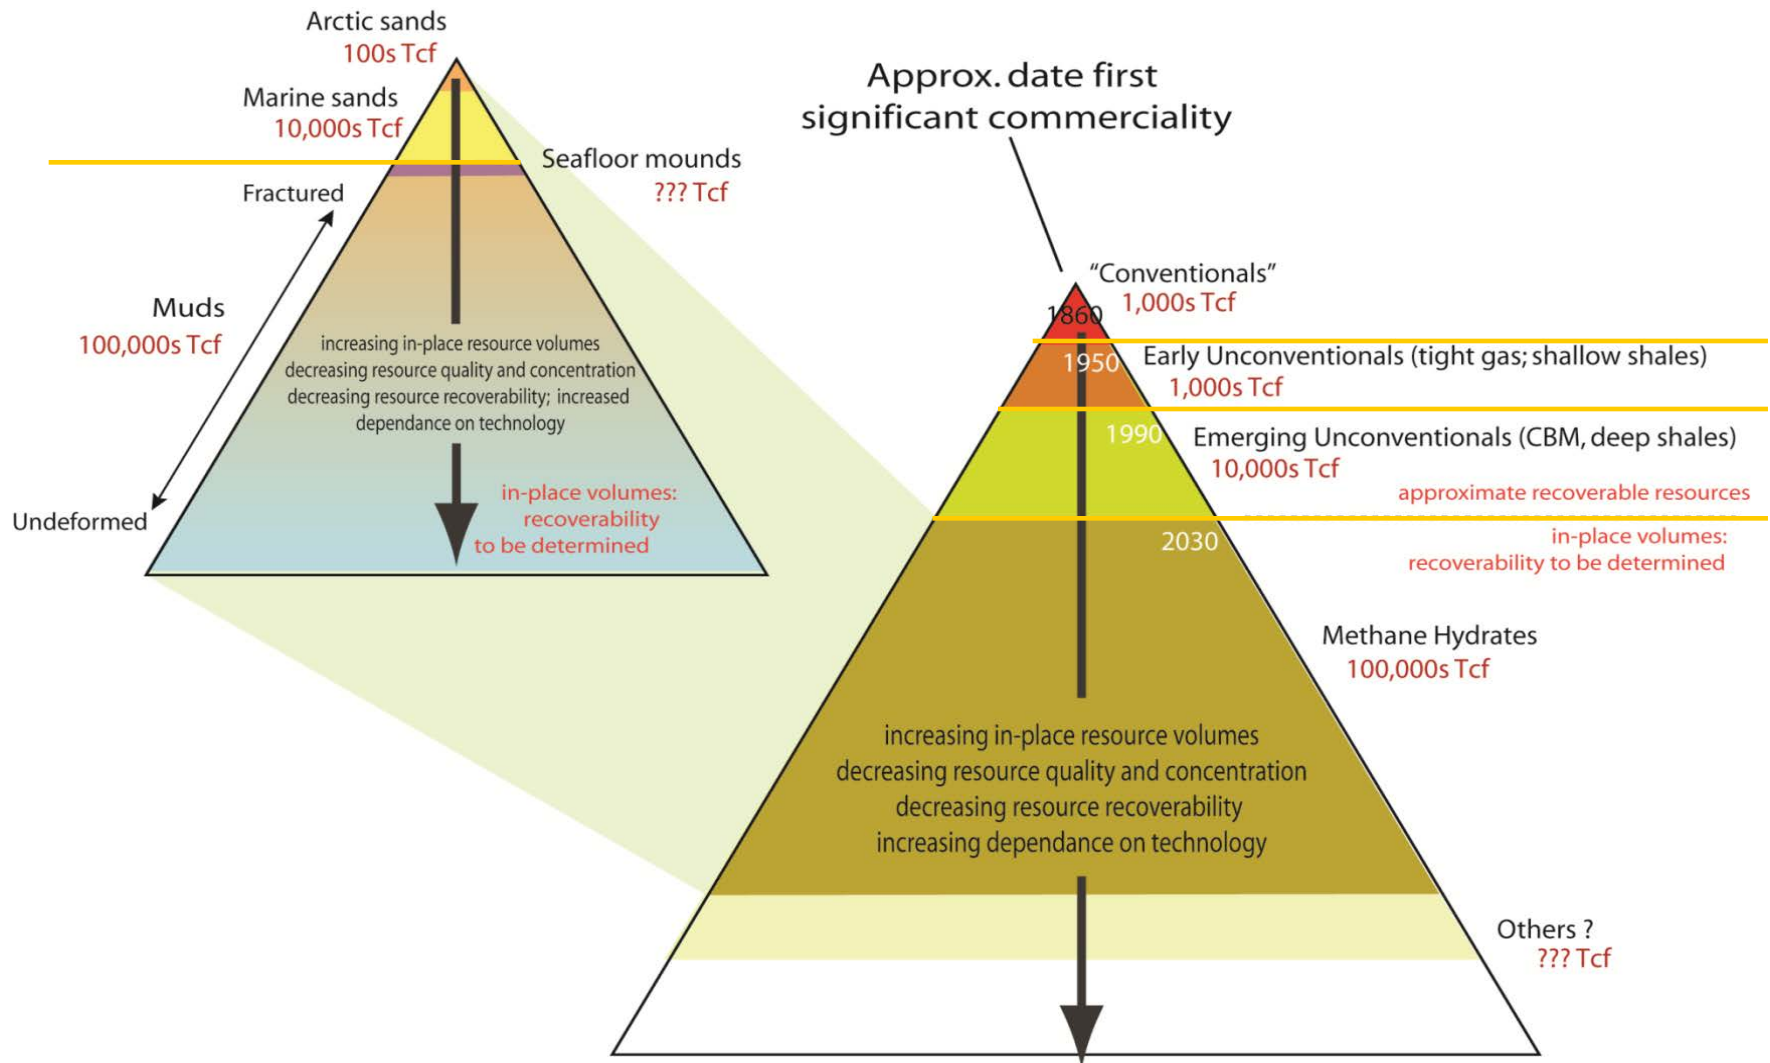 Arctic sands
100s Tcf
Marine sands
10,000s Tcf
Seafloor mounds
??? Tcf
Fractured
Muds
100,000s Tcf
Undeformed
increasing in-place resource volumes
decreasing resource quality and concentration
decreasing resource recoverability; increased
dependance on technology
in-place volumes:
recoverability
to be determined
Approx. date first
significant commerciality
"Conventionals"
1,000s Tcf
1860
1950
Early Unconventionals (tight gas; shallow shales)
1,000s Tcf
1990
Emerging Unconventionals (CBM, deep shales)
10,000s Tcf
approximate recoverable resources
2030
in-place volumes:
recoverability to be determined
Methane Hydrates
100,000s Tcf
increasing in-place resource volumes
decreasing resource quality and concentration
decreasing resource recoverability
increasing dependance on technology
Others ?
??? Tcf